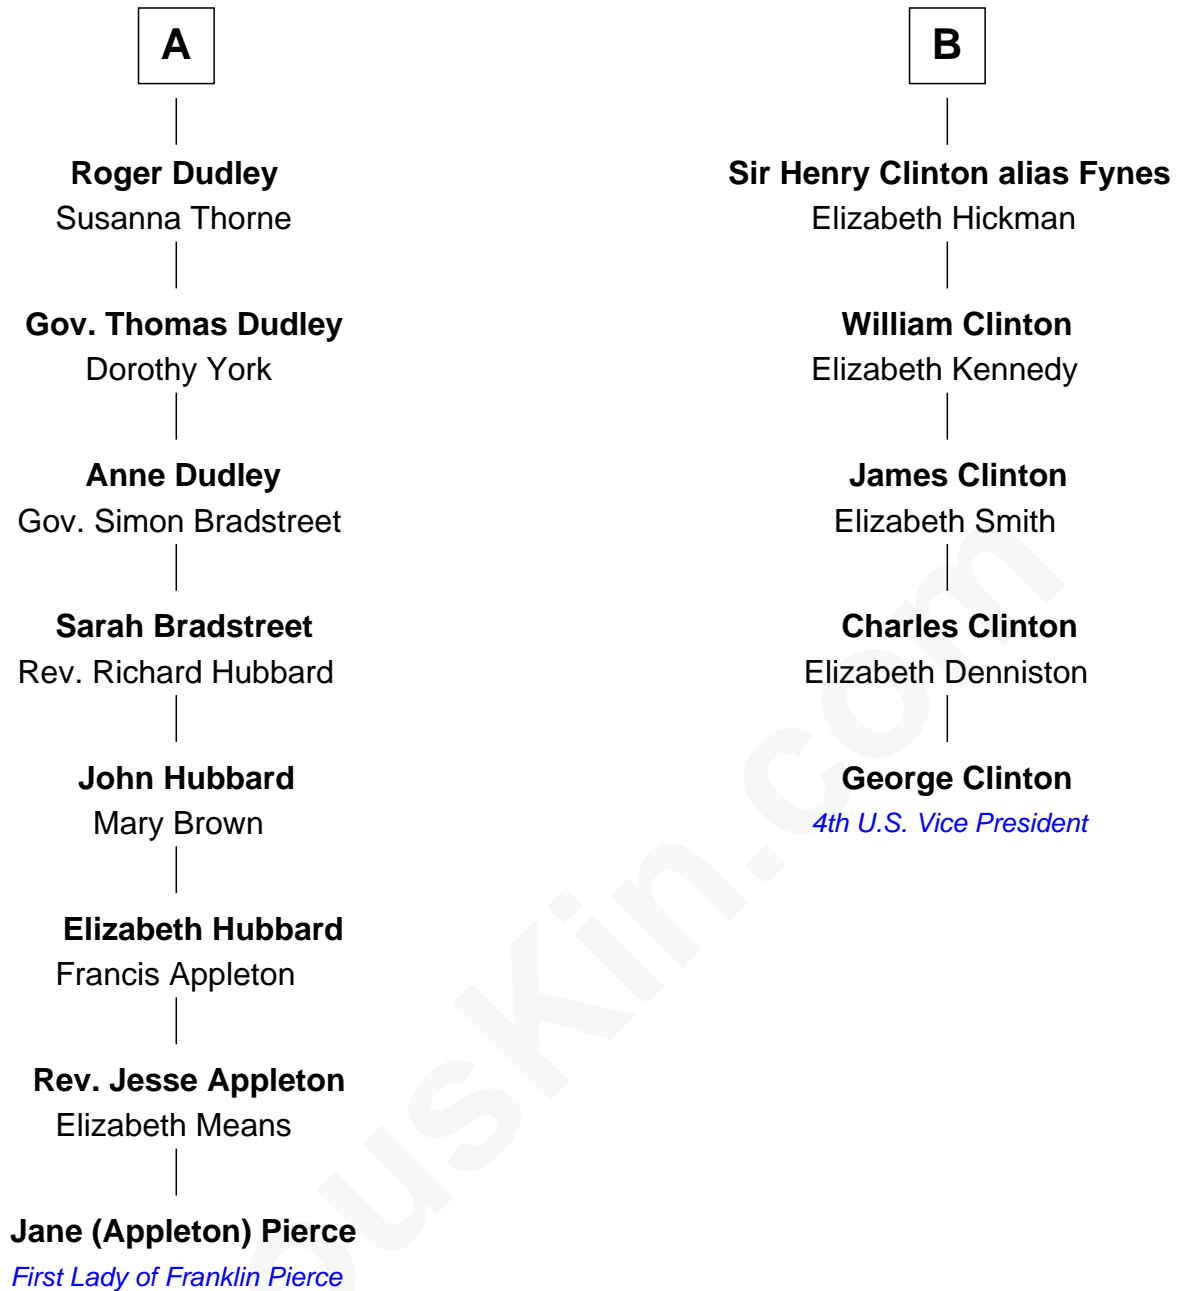 A
Roger Dudley
Susanna Thorne
Gov. Thomas Dudley
Dorothy York
Anne Dudley
Gov. Simon Bradstreet
Sarah Bradstreet
Rev. Richard Hubbard
John Hubbard
Mary Brown
Elizabeth Hubbard
Francis Appleton
Rev. Jesse Appleton
Elizabeth Means
Jane (Appleton) Pierce
First Lady of Franklin Pierce
B
Sir Henry Clinton alias Fynes
Elizabeth Hickman
William Clinton
Elizabeth Kennedy
James Clinton
Elizabeth Smith
Charles Clinton
Elizabeth Denniston
George Clinton
4th U.S. Vice President
ousKin.com